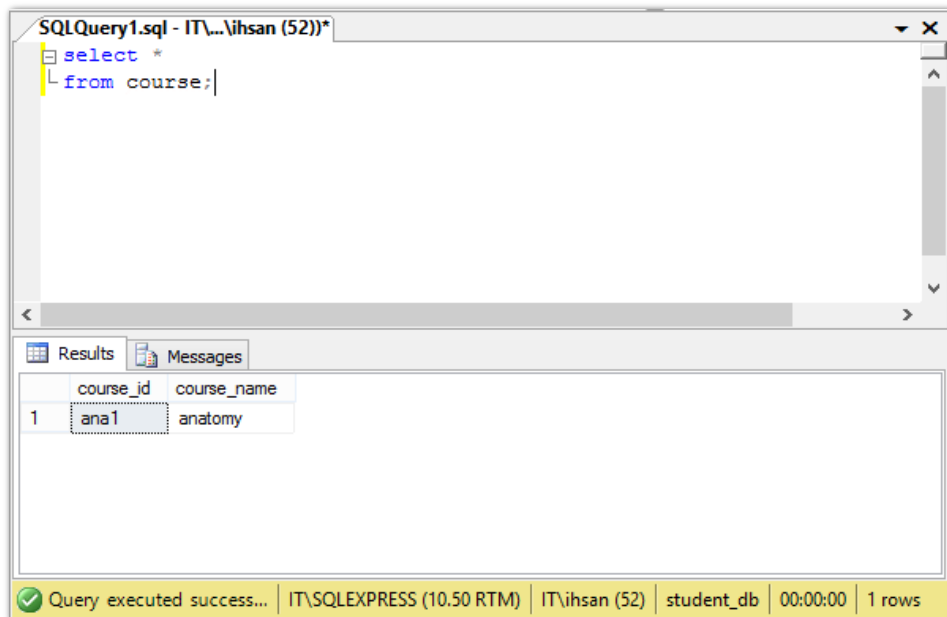 SQLQuery1.sql - IT\...\ihsan (52))*
select *
from course;
Results Messages
course_id course_name
1 ana1 anatomy
Query executed success... IT\SQLEXPRESS (10.50 RTM) IT\ihsan (52) student_db 00:00:00 1 rows